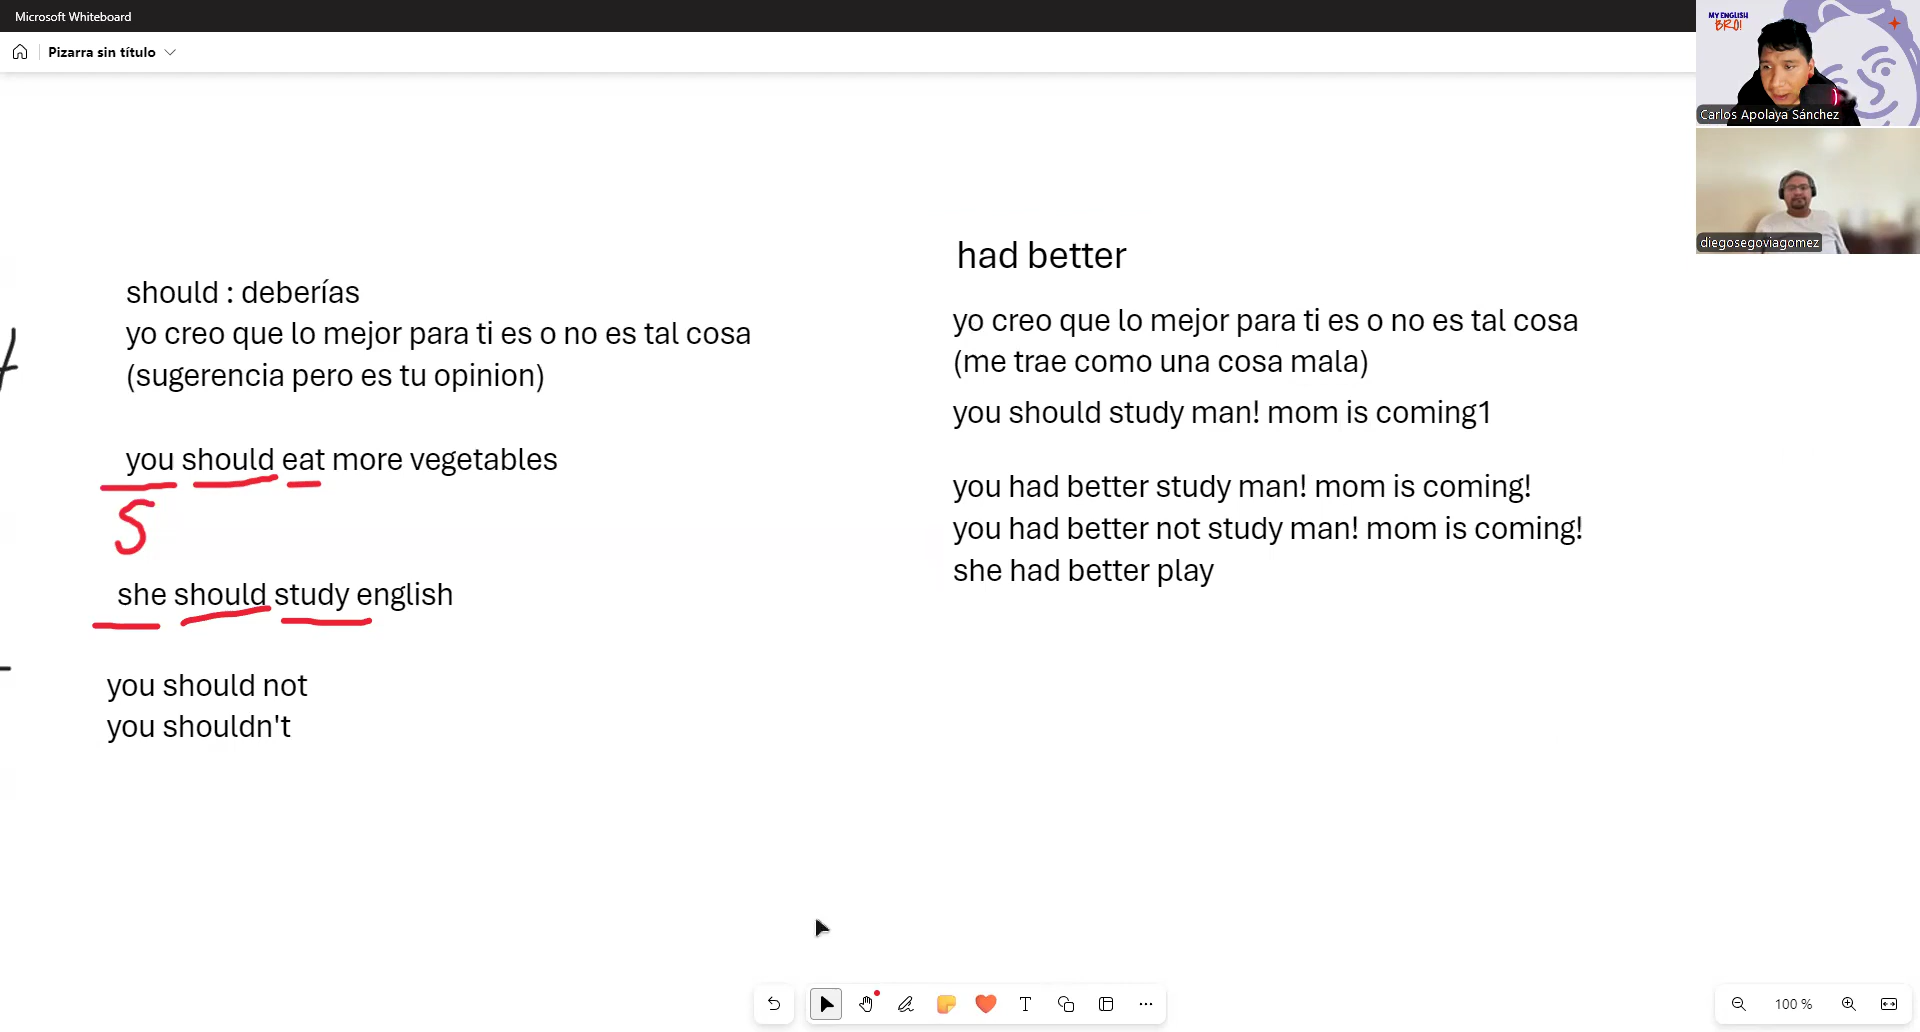 Microsoft Whiteboard
Pizarra sin título
MY ENGLISH
BRO!
Carlos Apolaya Sánchez
diegosegoviagomez
should : deberías
yo creo que lo mejor para ti es o no es tal cosa
(sugerencia pero es tu opinion)
you should eat more vegetables
S
she should study english
you should not
you shouldn't
had better
yo creo que lo mejor para ti es o no es tal cosa
(me trae como una cosa mala)
you should study man! mom is coming1
you had better study man! mom is coming!
you had better not study man! mom is coming!
she had better play
T
100 %